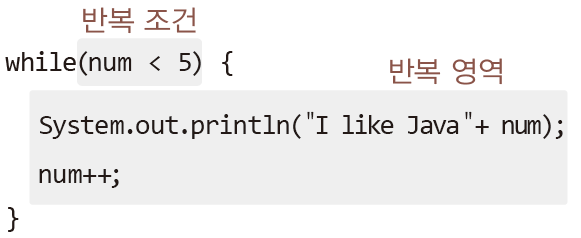 반복 조건
while(num < 5) {
반복 영역
System.out.println("I like Java"+ num);
num++;
}